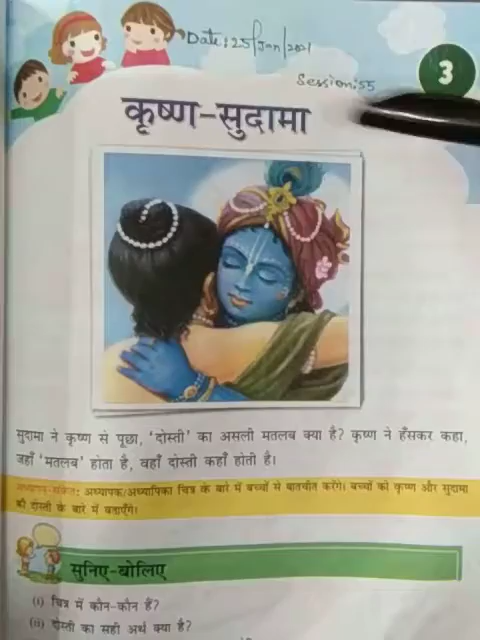 Date: 25/Jan/2021
3
Session:55
कृष्ण-सुदामा
सुदामा ने कृष्ण से पूछा, 'दोस्ती' का असली मतलब क्या है? कृष्ण ने हँसकर कहा,
जहाँ 'मतलब' होता है, वहाँ दोस्ती कहाँ होती है।
अध्यापन-संकेत: अध्यापक/अध्यापिका चित्र के बारे में बच्चों से बातचीत करेंगे। बच्चों को कृष्ण और सुदामा
की दोस्ती के बारे में बताएँगे।
सुनिए-बोलिए
(i) चित्र में कौन-कौन हैं?
(ii) दोस्ती का सही अर्थ क्या है?